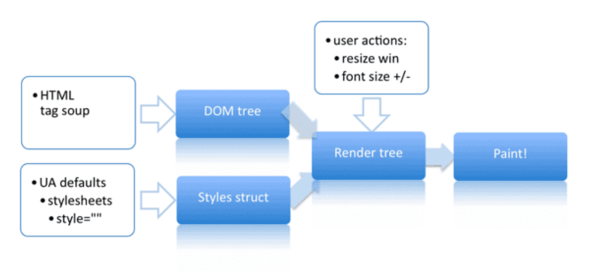 • user actions:
• resize win
• font size +/-
• HTML
tag soup
DOM tree
Render tree
Paint!
• UA defaults
• stylesheets
• style=""
Styles struct